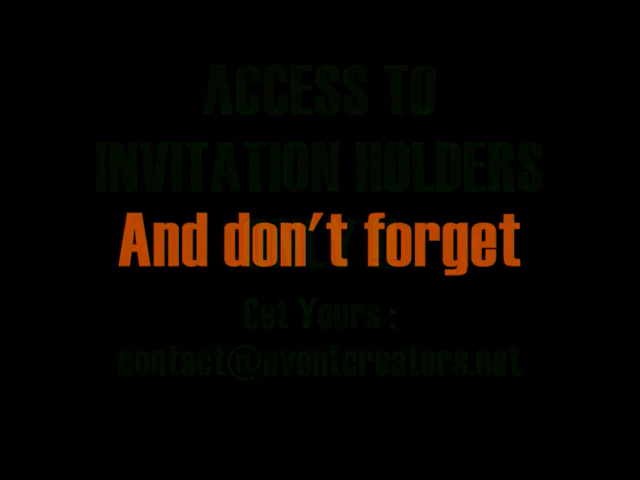 ACCESS TO
INVITATION HOLDERS
And don't forget
Get Yours :
contact@eventcreators.net